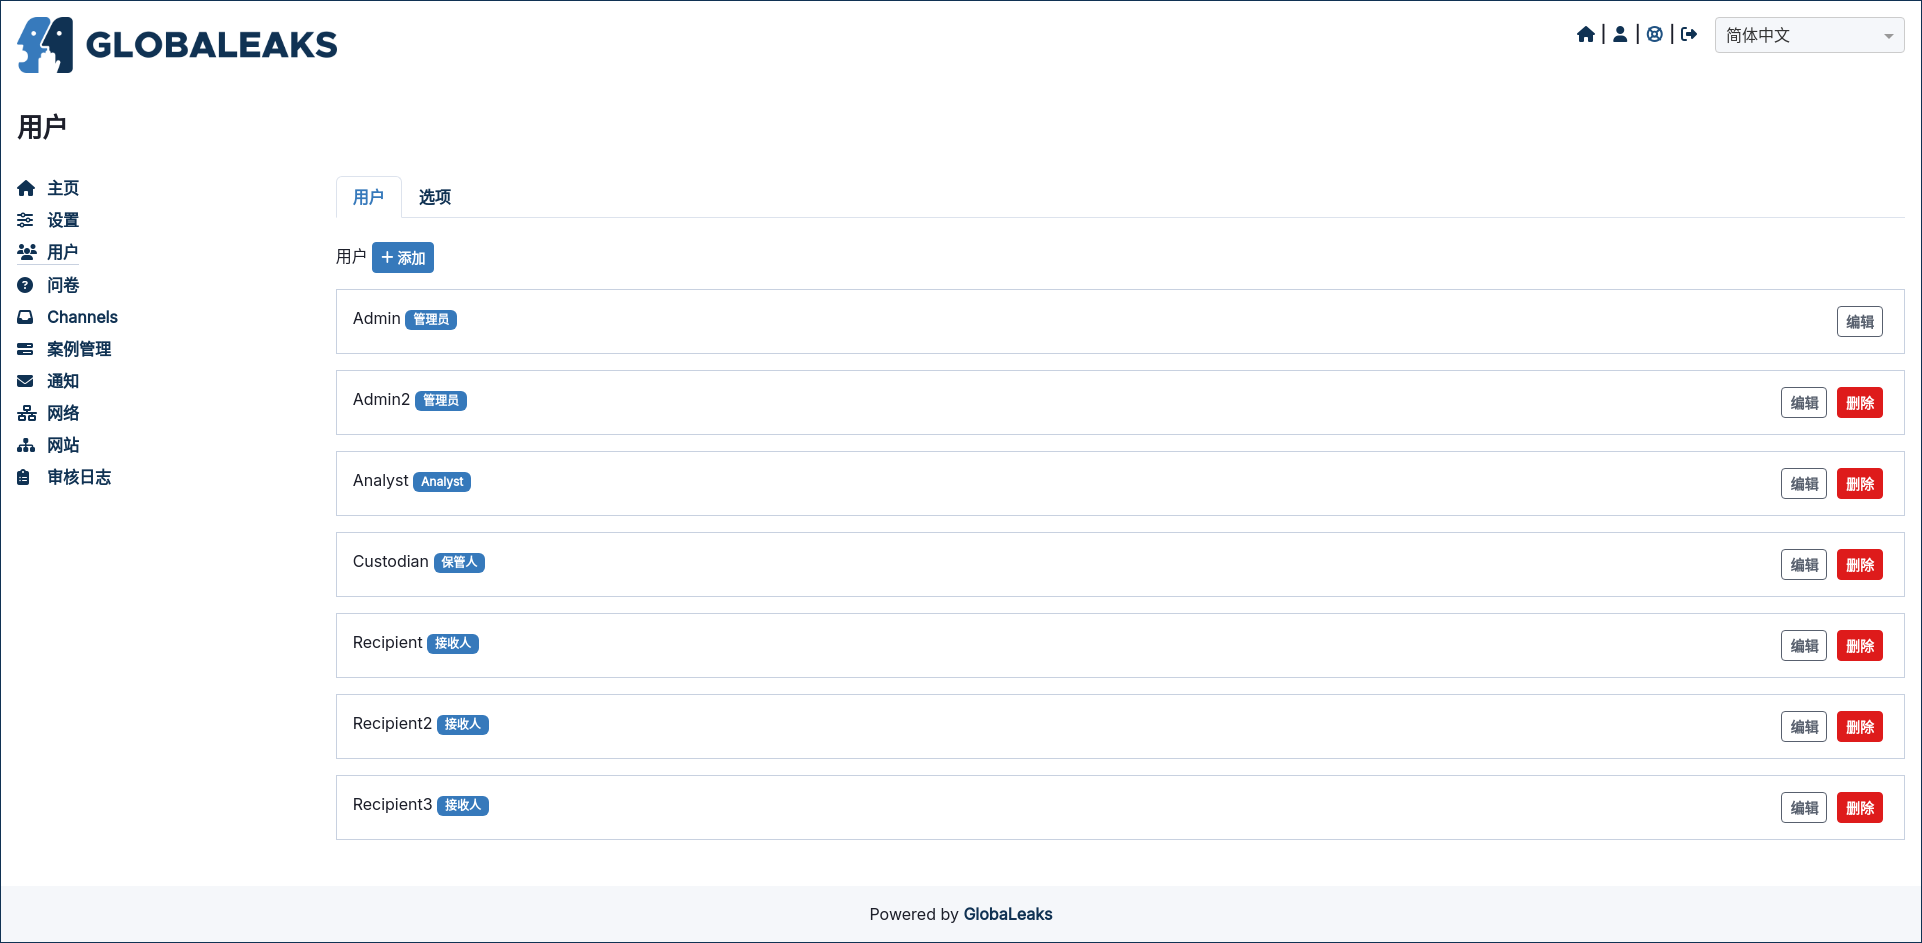 GLOBALEAKS
简体中文
用户
主页
设置
用户
问卷
Channels
案例管理
通知
网络
网站
审核日志
用户 选项
用户 添加
Admin 管理员 编辑
Admin2 管理员 编辑 删除
Analyst Analyst 编辑 删除
Custodian 保管人 编辑 删除
Recipient 接收人 编辑 删除
Recipient2 接收人 编辑 删除
Recipient3 接收人 编辑 删除
Powered by GlobaLeaks